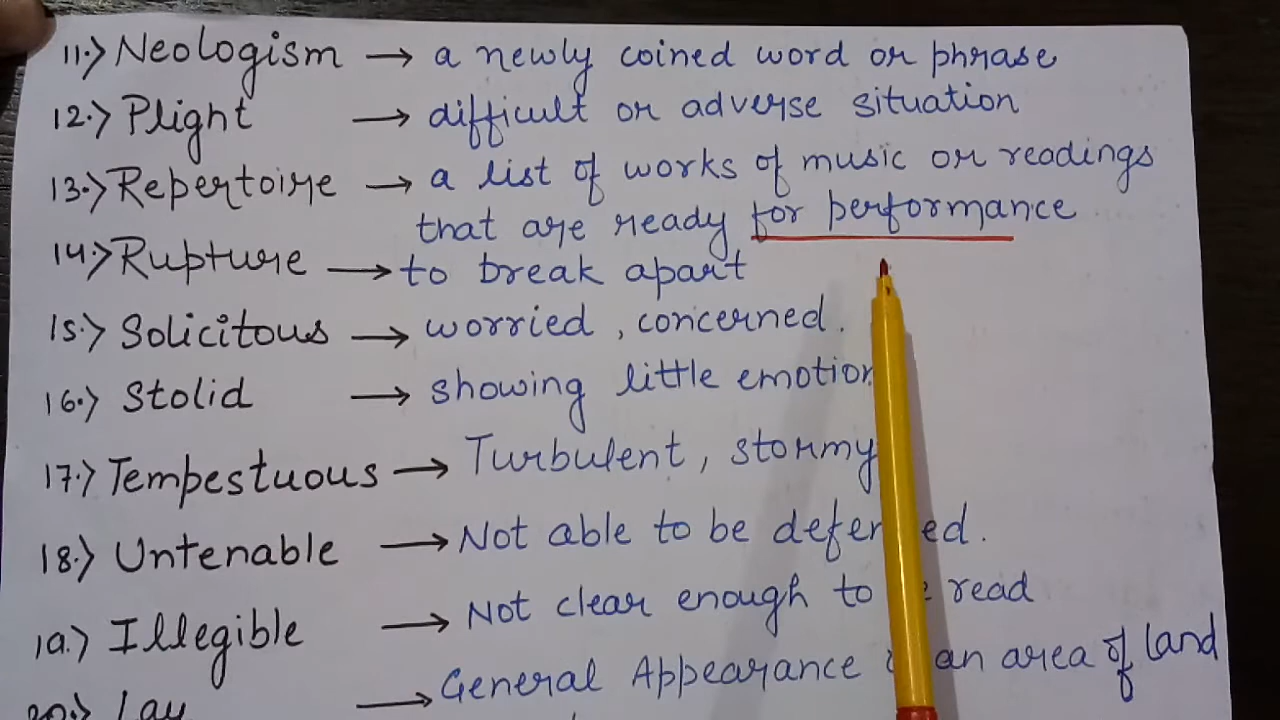 11.) Neologism → a newly coined word or phrase
12.) Plight → difficult or adverse situation
13.) Repertoire → a list of works of music or readings
that are ready for performance
14.) Rupture → to break apart
15.) Solicitous → worried, concerned.
16.) Stolid → showing little emotion
17.) Tempestuous → Turbulent, stormy
18.) Untenable → Not able to be
19.) Illegible → Not clear enough to read
20.) Lay → General Appearance an area of land